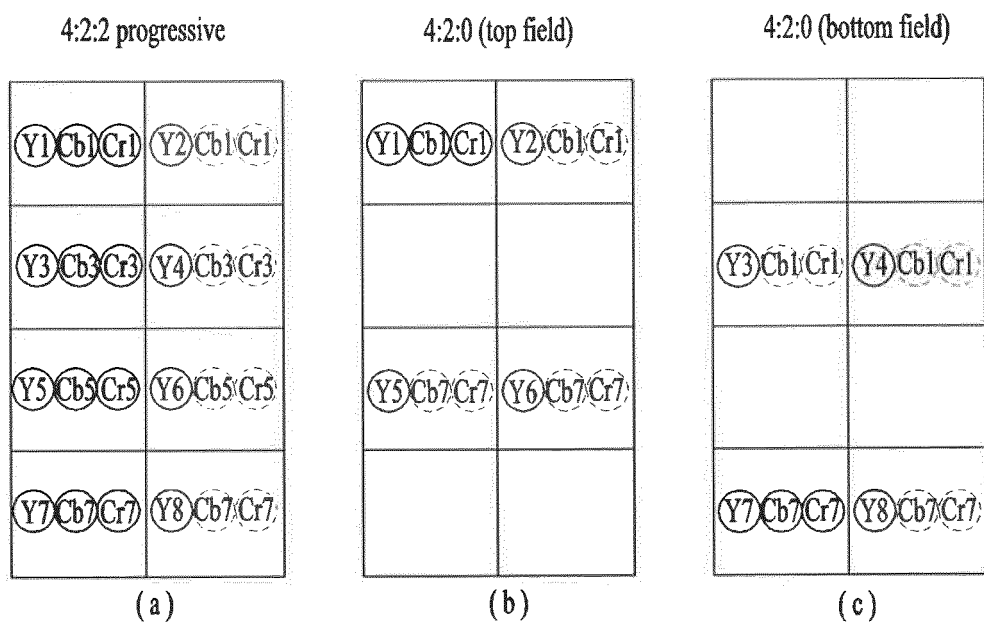 4:2:2 progressive 4:2:0 (top field) 4:2:0 (bottom field)
Y1 Cb1 Cr1 Y2 Cb1 Cr1 Y1 Cb1 Cr1 Y2 Cb1 Cr1
Y3 Cb3 Cr3 Y4 Cb3 Cr3 Y3 Cb1 Cr1 Y4 Cb1 Cr1
Y5 Cb5 Cr5 Y6 Cb5 Cr5 Y5 Cb7 Cr7 Y6 Cb7 Cr7
Y7 Cb7 Cr7 Y8 Cb7 Cr7 Y7 Cb7 Cr7 Y8 Cb7 Cr7
(a) (b) (c)